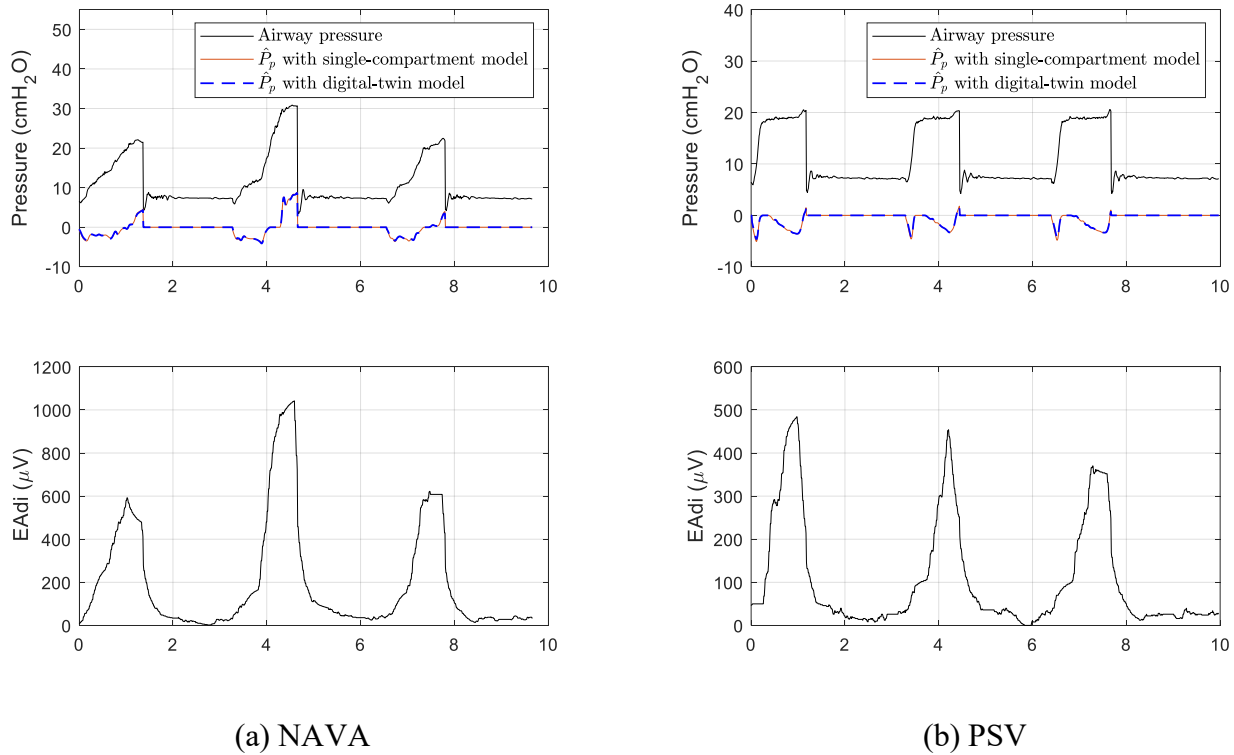 50
40
30
20
10
0
-10
Pressure (cmH2O)
Airway pressure
P̂p with single-compartment model
P̂p with digital-twin model
0 2 4 6 8 10
40
30
20
10
0
-10
Pressure (cmH2O)
Airway pressure
P̂p with single-compartment model
P̂p with digital-twin model
0 2 4 6 8 10
1200
1000
800
600
400
200
0
EAdi (μV)
0 2 4 6 8 10
600
500
400
300
200
100
0
EAdi (μV)
0 2 4 6 8 10
(a) NAVA
(b) PSV